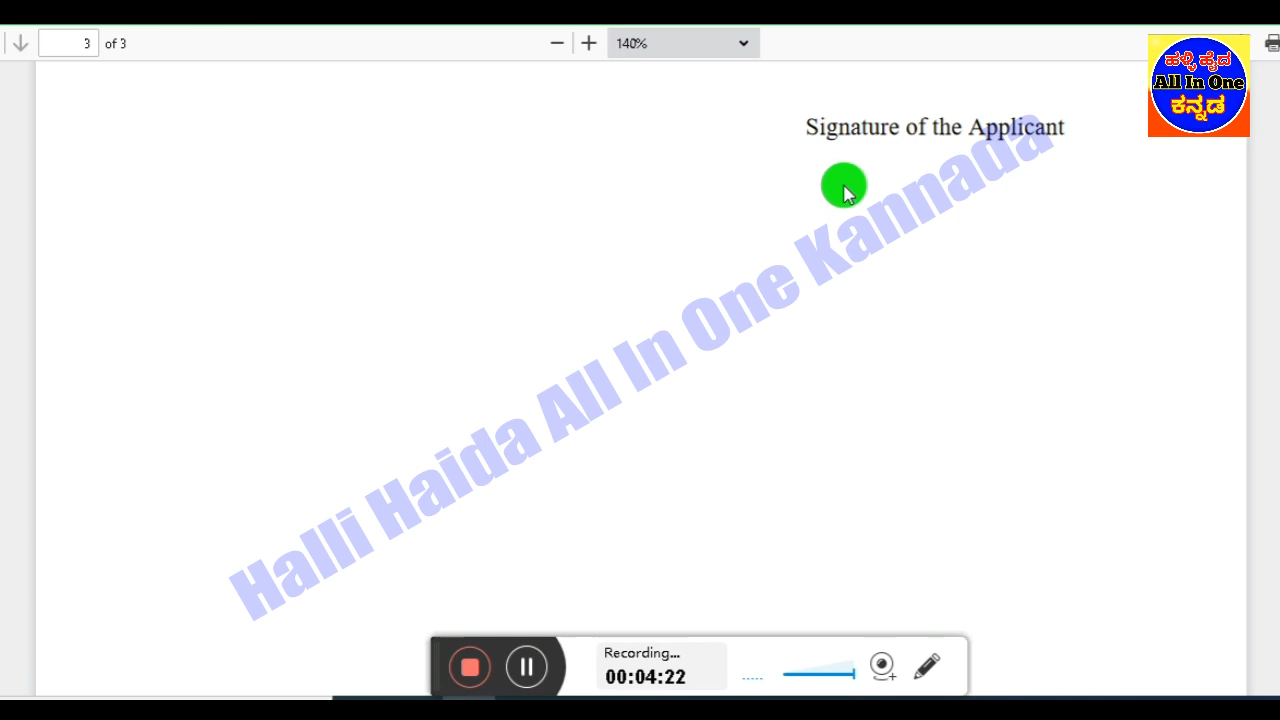 3 of 3
140%
ಹಳ್ಳಿ ಹೈದ
All In One
ಕನ್ನಡ
Signature of the Applicant
Halli Haida All In One Kannada
Recording...
00:04:22